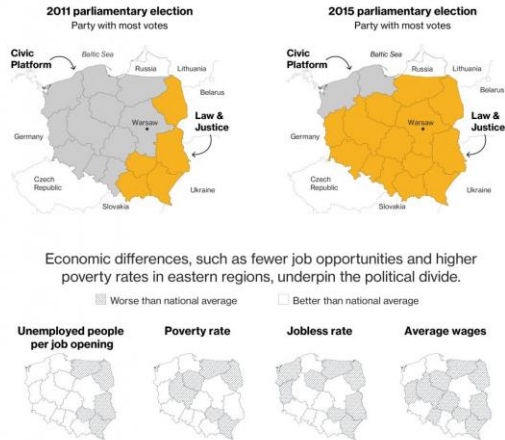 2011 parliamentary election
Party with most votes
Civic
Platform
Baltic Sea
Russia
Lithuania
Belarus
Warsaw
Law &
Justice
Germany
Czech
Republic
Ukraine
Slovakia
2015 parliamentary election
Party with most votes
Civic
Platform
Baltic Sea
Russia
Lithuania
Belarus
Warsaw
Law &
Justice
Germany
Czech
Republic
Ukraine
Slovakia
Economic differences, such as fewer job opportunities and higher
poverty rates in eastern regions, underpin the political divide.
Worse than national average
Better than national average
Unemployed people
per job opening
Poverty rate
Jobless rate
Average wages